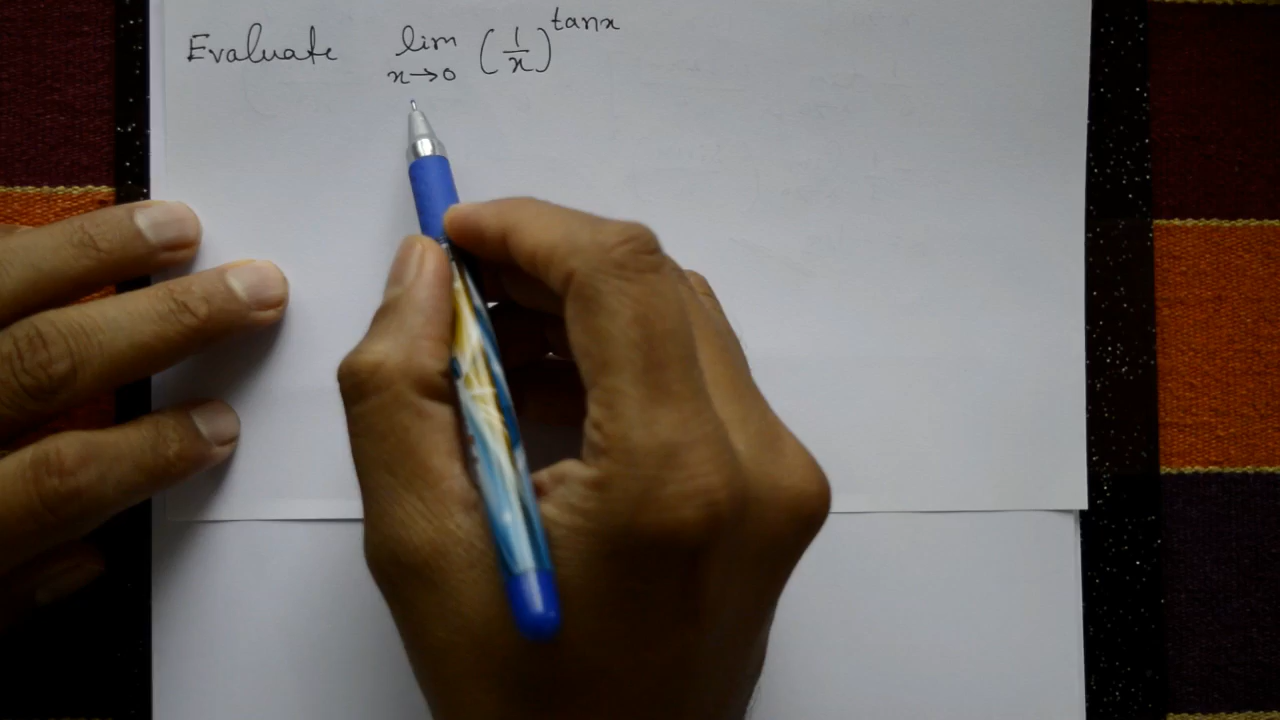 Evaluate lim x→0 (1/x)^tanx